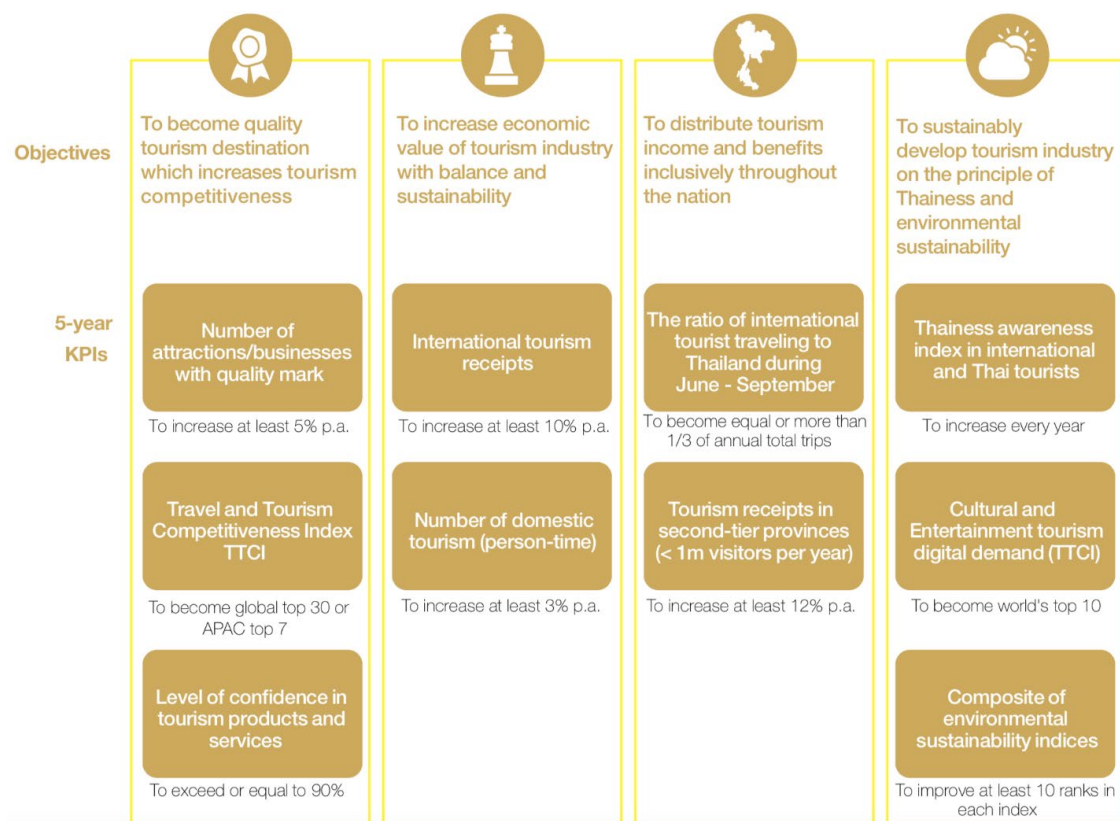 Objectives
To become quality
tourism destination
which increases tourism
competitiveness
To increase economic
value of tourism industry
with balance and
sustainability
To distribute tourism
income and benefits
inclusively throughout
the nation
To sustainably
develop tourism industry
on the principle of
Thainess and
environmental
sustainability
5-year
KPIs
Number of
attractions/businesses
with quality mark
To increase at least 5% p.a.
International tourism
receipts
To increase at least 10% p.a.
The ratio of international
tourist traveling to
Thailand during
June - September
To become equal or more than
1/3 of annual total trips
Thainess awareness
index in international
and Thai tourists
To increase every year
Travel and Tourism
Competitiveness Index
TTCI
To become global top 30 or
APAC top 7
Number of domestic
tourism (person-time)
To increase at least 3% p.a.
Tourism receipts in
second-tier provinces
(< 1m visitors per year)
To increase at least 12% p.a.
Cultural and
Entertainment tourism
digital demand (TTCI)
To become world's top 10
Level of confidence in
tourism products and
services
To exceed or equal to 90%
Composite of
environmental
sustainability indices
To improve at least 10 ranks in
each index